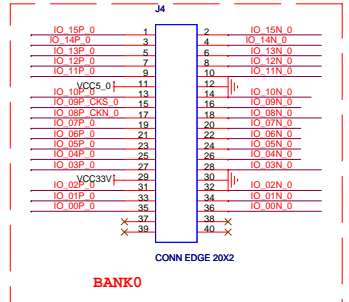 J4
IO_15P_0 1 2 IO_15N_0
IO_14P_0 3 4 IO_14N_0
IO_13P_0 5 6 IO_13N_0
IO_12P_0 7 8 IO_12N_0
IO_11P_0 9 10 IO_11N_0
VCC5_0 11 12
IO_10P_0 13 14 IO_10N_0
IO_09P_CKS_0 15 16 IO_09N_0
IO_08P_CKN_0 17 18 IO_08N_0
IO_07P_0 19 20 IO_07N_0
IO_06P_0 21 22 IO_06N_0
IO_05P_0 23 24 IO_05N_0
IO_04P_0 25 26 IO_04N_0
IO_03P_0 27 28 IO_03N_0
VCC33V 29 30
IO_02P_0 31 32 IO_02N_0
IO_01P_0 33 34 IO_01N_0
IO_00P_0 35 36 IO_00N_0
37 38
39 40
CONN EDGE 20X2
BANK0